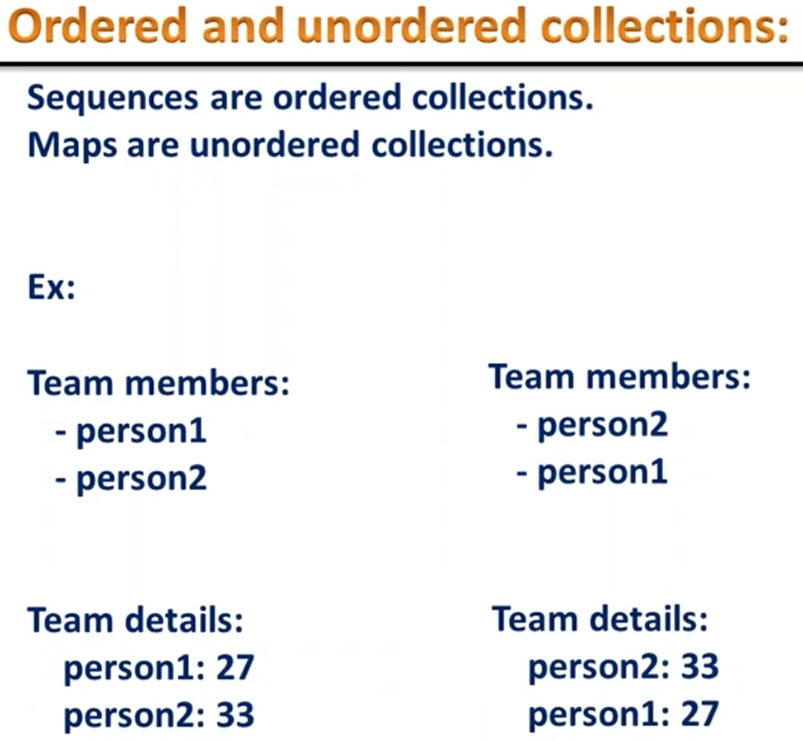 Ordered and unordered collections:
Sequences are ordered collections.
Maps are unordered collections.
Ex:
Team members:
- person1
- person2
Team members:
- person2
- person1
Team details:
person1: 27
person2: 33
Team details:
person2: 33
person1: 27